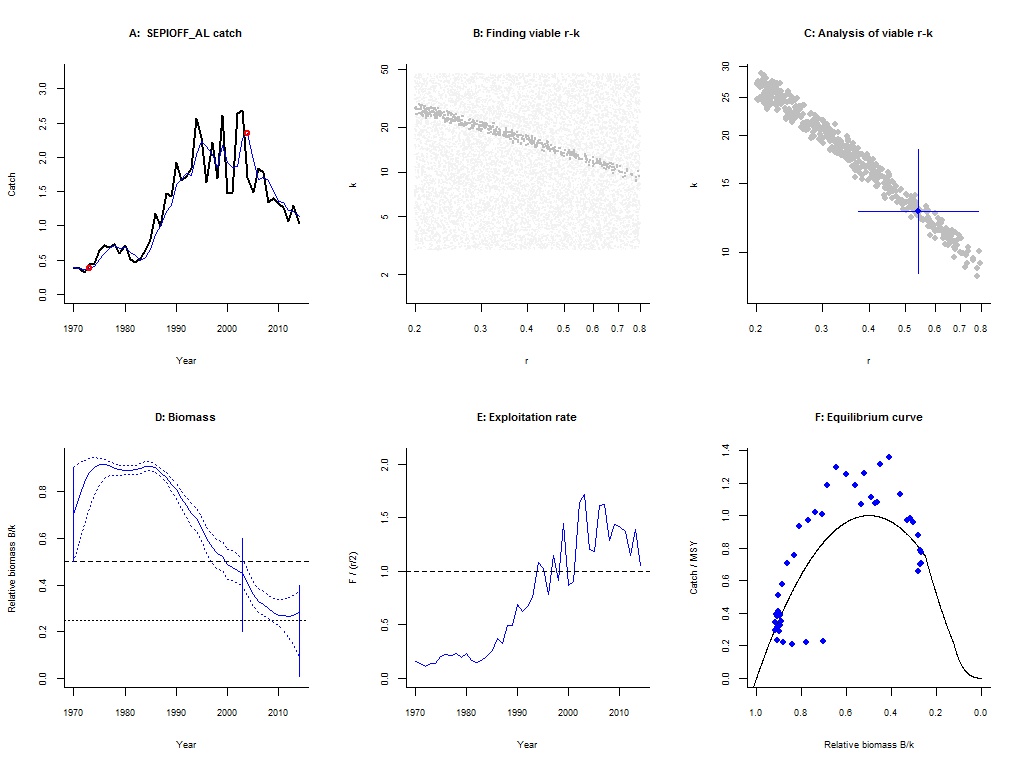 A:  SEPIOFF_AL catch
Catch
0.0 0.5 1.0 1.5 2.0 2.5 3.0
1970 1980 1990 2000 2010
Year
B: Finding viable r-k
k
2 5 10 20 50
0.2 0.3 0.4 0.5 0.6 0.7 0.8
r
C: Analysis of viable r-k
k
10 15 20 25 30
0.2 0.3 0.4 0.5 0.6 0.7 0.8
r
D: Biomass
Relative biomass B/k
0.0 0.2 0.4 0.6 0.8
1970 1980 1990 2000 2010
Year
E: Exploitation rate
F / (r/2)
0.0 0.5 1.0 1.5 2.0
1970 1980 1990 2000 2010
Year
F: Equilibrium curve
Catch / MSY
0.0 0.2 0.4 0.6 0.8 1.0 1.2 1.4
1.0 0.8 0.6 0.4 0.2 0.0
Relative biomass B/k